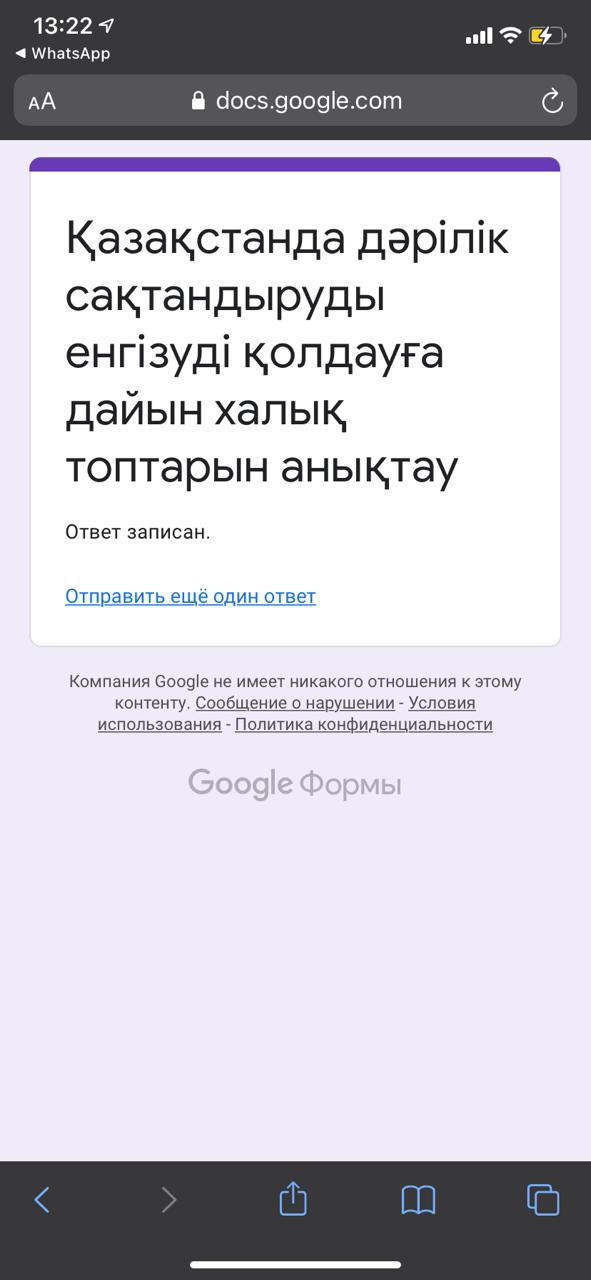 13:22
WhatsApp
AA docs.google.com
Қазақстанда дәрілік
сақтандыруды
енгізуді қолдауға
дайын халық
топтарын анықтау
Ответ записан.
Отправить ещё один ответ
Компания Google не имеет никакого отношения к этому
контенту. Сообщение о нарушении - Условия
использования - Политика конфиденциальности
Google Формы